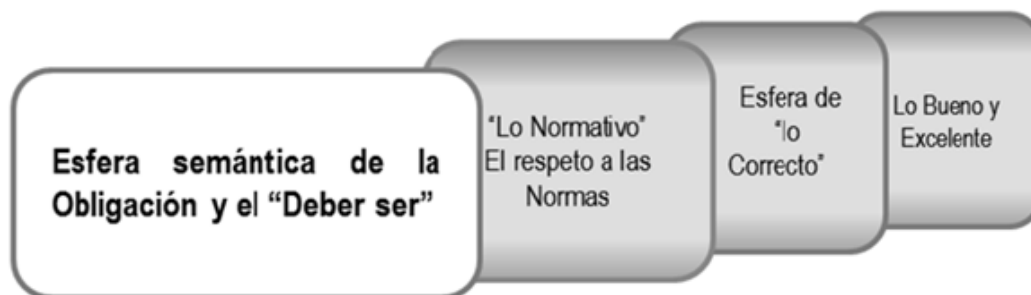 Esfera semántica de la
Obligación y el “Deber ser”
“Lo Normativo”
El respeto a las
Normas
Esfera de
“lo
Correcto”
Lo Bueno y
Excelente